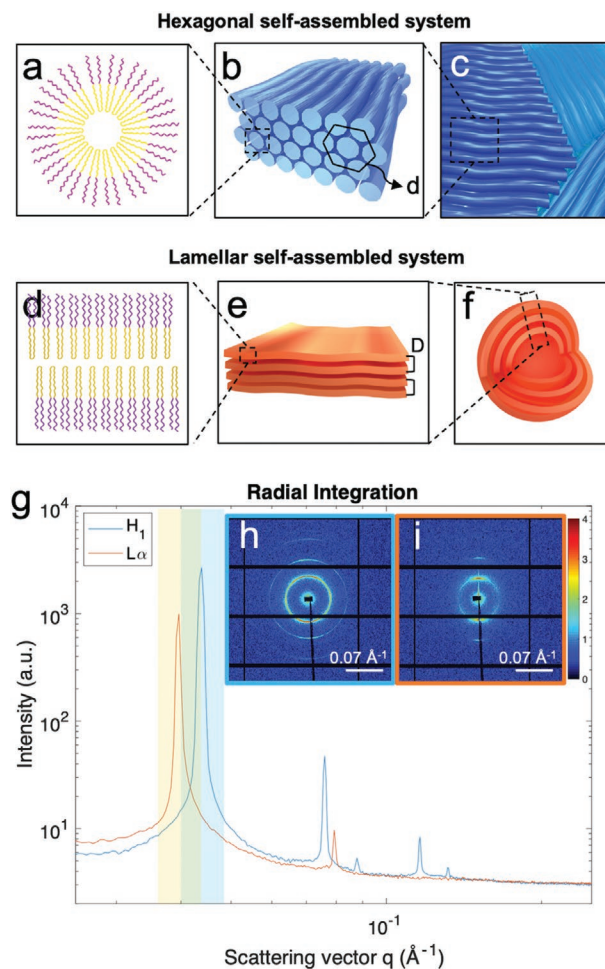 Hexagonal self-assembled system
a
b
c
d
Lamellar self-assembled system
d
e
f
D
g
Radial Integration
10⁴
H₁
Lα
h
i
4
3
2
1
0
0.07 Å⁻¹
0.07 Å⁻¹
10³
10²
10¹
Intensity (a.u.)
10⁻¹
Scattering vector q (Å⁻¹)